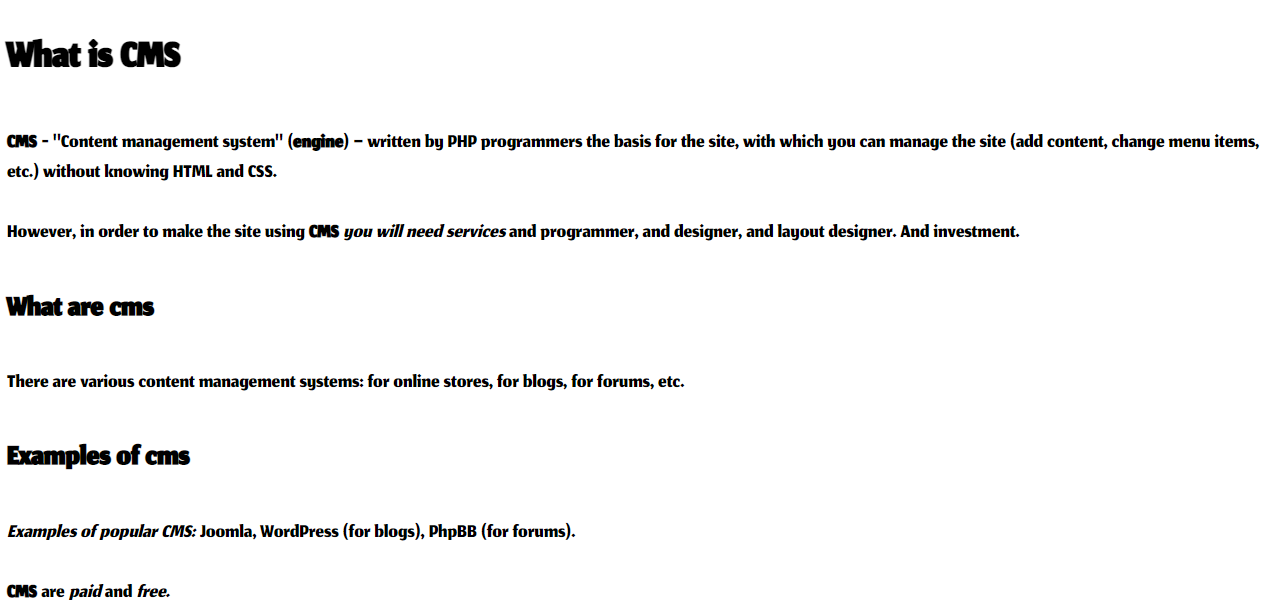 What is CMS
CMS - "Content management system" (engine) – written by PHP programmers the basis for the site, with which you can manage the site (add content, change menu items,
etc.) without knowing HTML and CSS.
However, in order to make the site using CMS you will need services and programmer, and designer, and layout designer. And investment.
What are cms
There are various content management systems: for online stores, for blogs, for forums, etc.
Examples of cms
Examples of popular CMS: Joomla, WordPress (for blogs), PhpBB (for forums).
CMS are paid and free.